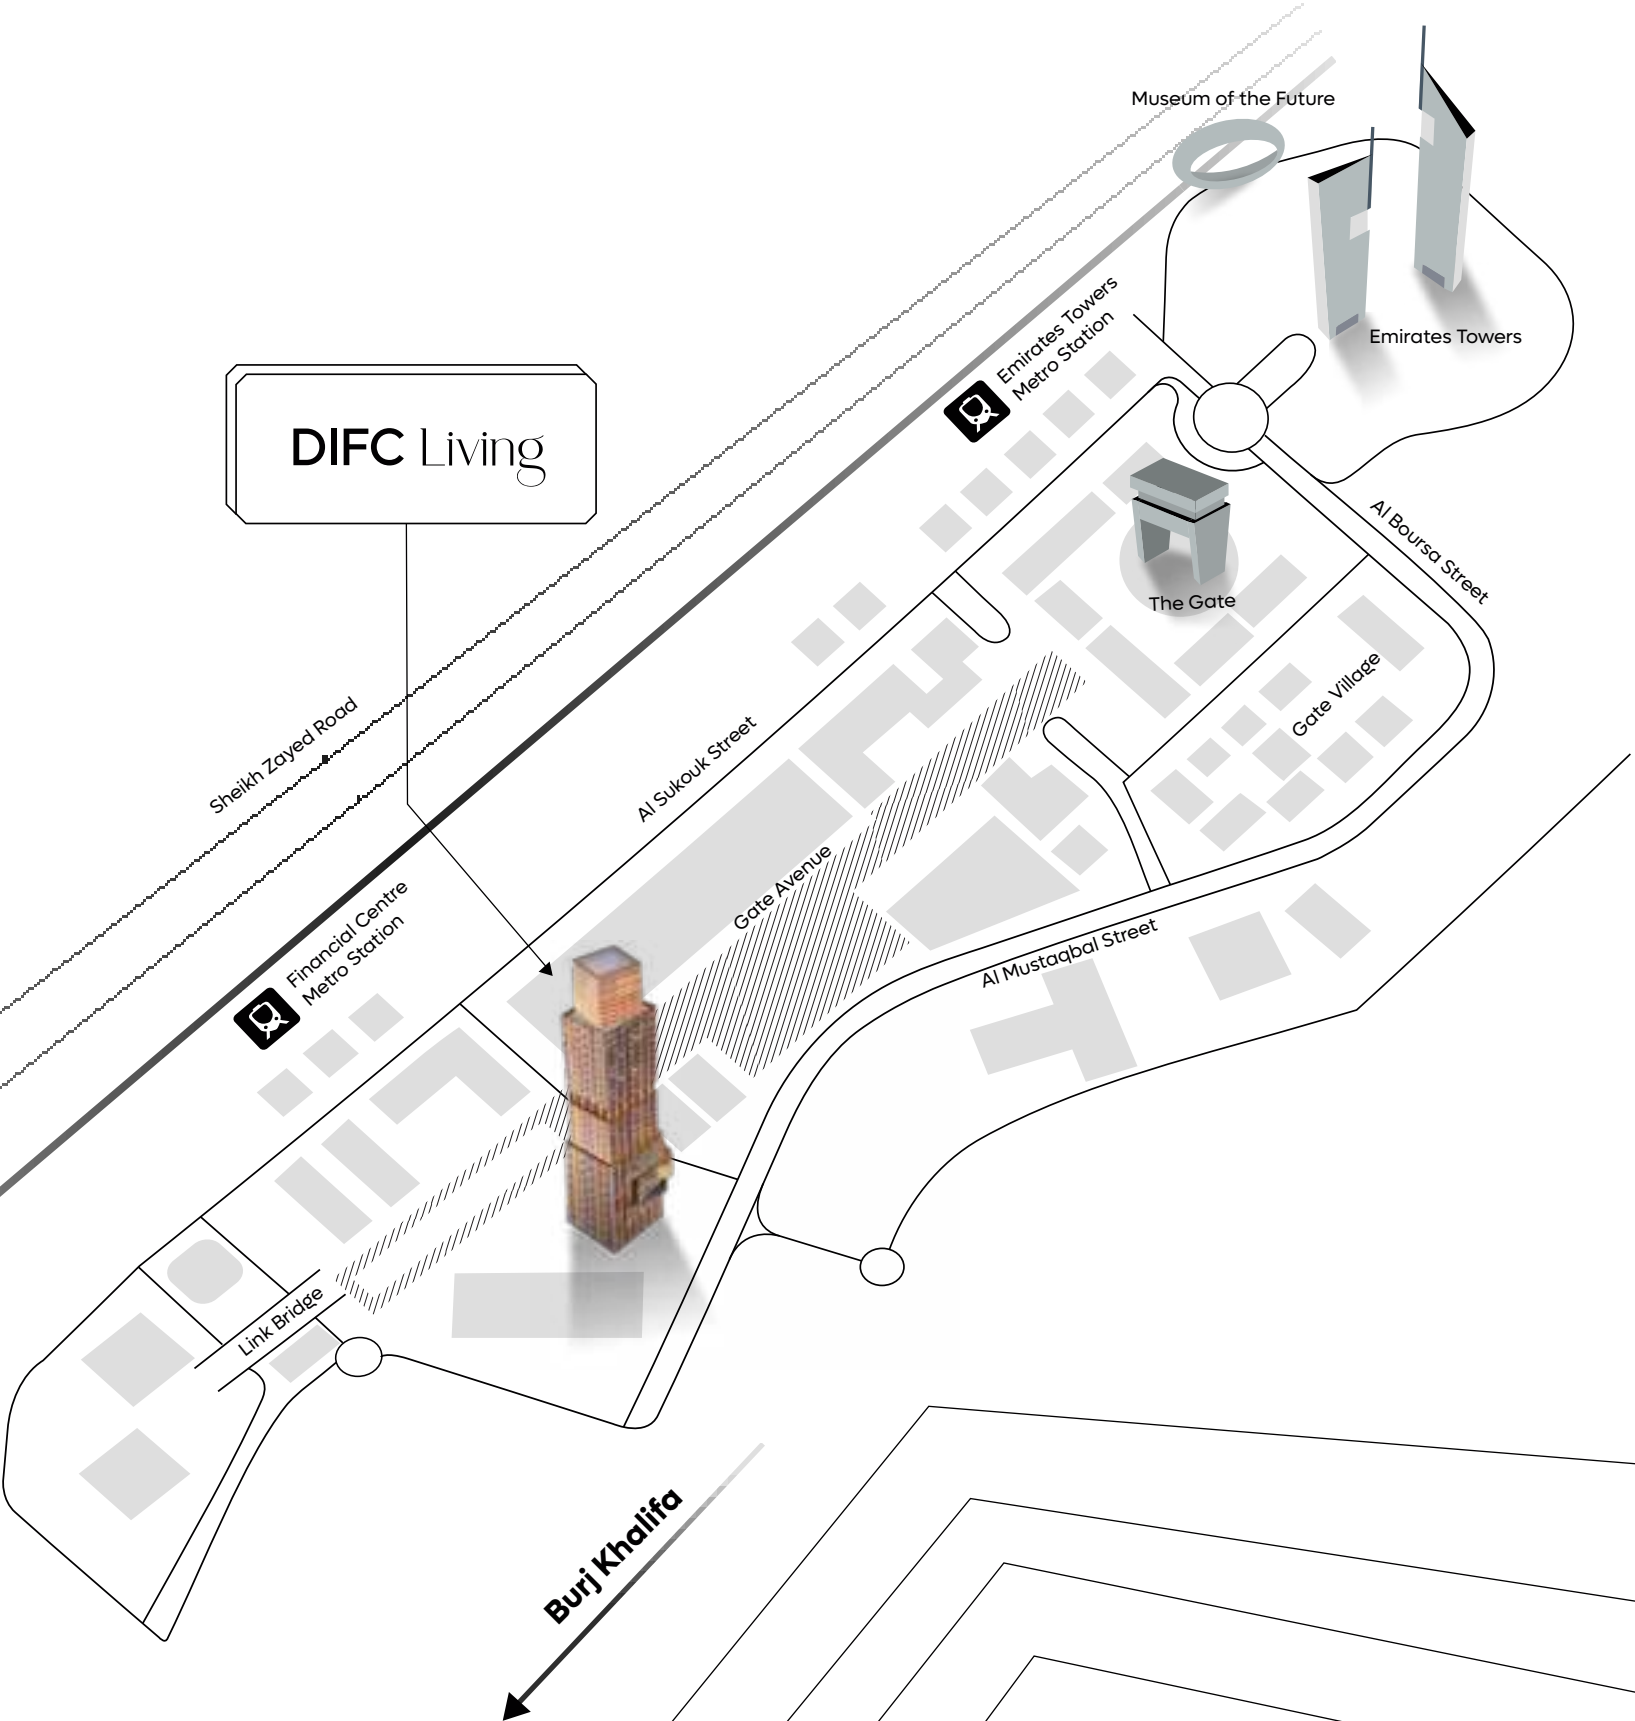 Museum of the Future
Emirates Towers
Metro Station
Emirates Towers
DIFC Living
Al Boursa Street
The Gate
Gate Village
Sheikh Zayed Road
Al Sukouk Street
Gate Avenue
Financial Centre
Metro Station
Al Mustaqbal Street
Link Bridge
Burj Khalifa